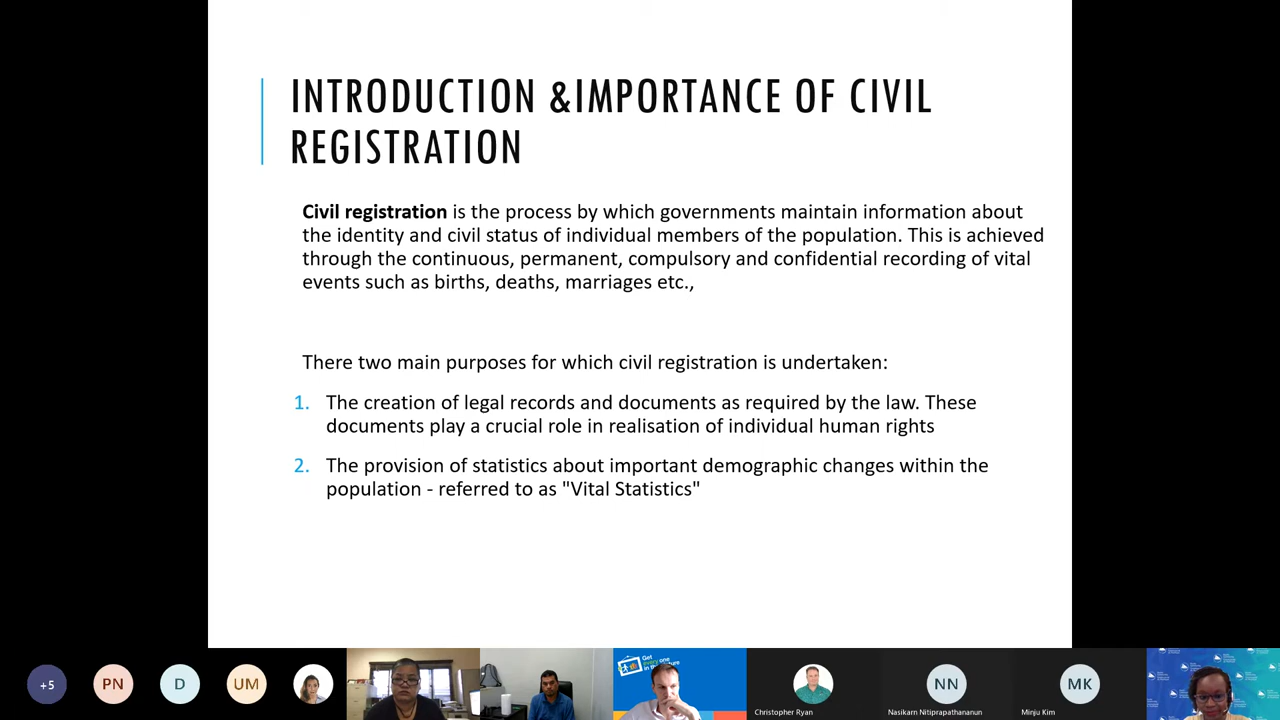 INTRODUCTION &IMPORTANCE OF CIVIL
REGISTRATION
Civil registration is the process by which governments maintain information about
the identity and civil status of individual members of the population. This is achieved
through the continuous, permanent, compulsory and confidential recording of vital
events such as births, deaths, marriages etc.,
There two main purposes for which civil registration is undertaken:
1. The creation of legal records and documents as required by the law. These
documents play a crucial role in realisation of individual human rights
2. The provision of statistics about important demographic changes within the
population - referred to as "Vital Statistics"
+5
PN
D
UM
Get
every one
in
Christopher Ryan
NN
Nasikarn Nitiprapathananun
MK
Minju Kim